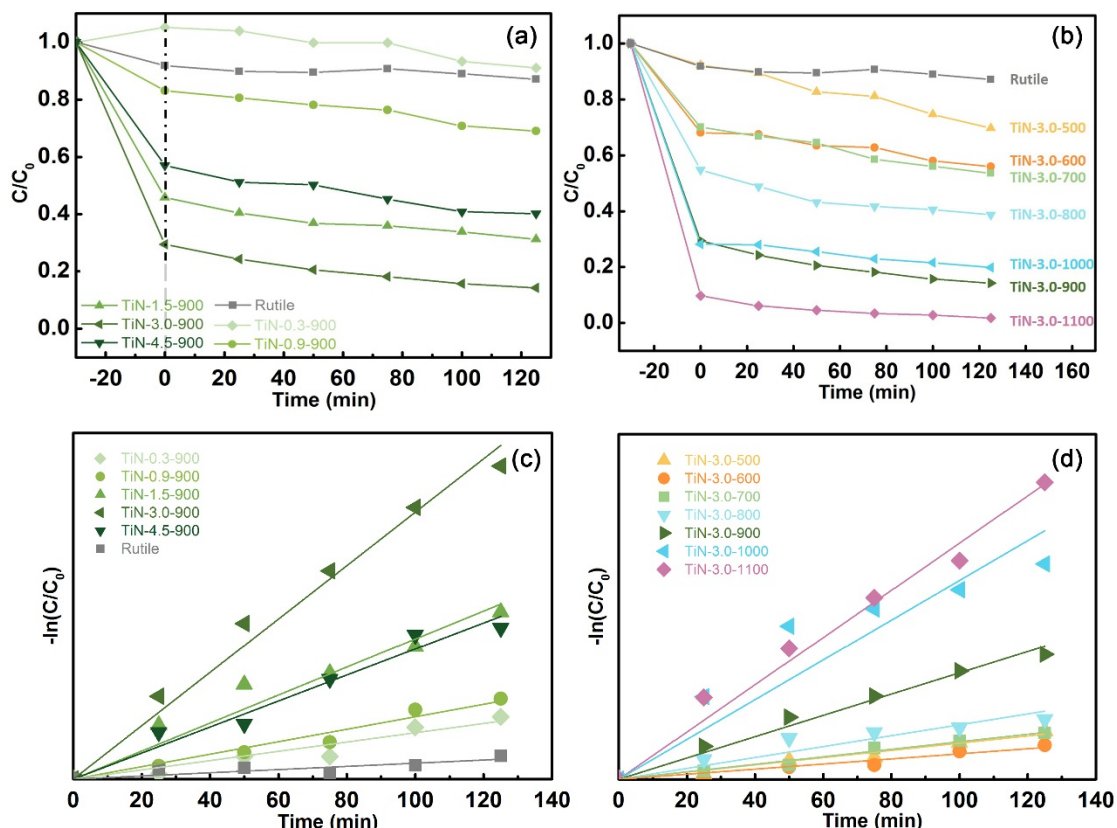 (a)
C/C0
1.0
0.8
0.6
0.4
0.2
0.0
TiN-1.5-900
TiN-3.0-900
TiN-4.5-900
Rutile
TiN-0.3-900
TiN-0.9-900
-20 0 20 40 60 80 100 120
Time (min)
(b)
C/C0
1.0
0.8
0.6
0.4
0.2
0.0
Rutile
TiN-3.0-500
TiN-3.0-600
TiN-3.0-700
TiN-3.0-800
TiN-3.0-1000
TiN-3.0-900
TiN-3.0-1100
-20 0 20 40 60 80 100 120 140 160
Time (min)
(c)
-ln(C/C0)
TiN-0.3-900
TiN-0.9-900
TiN-1.5-900
TiN-3.0-900
TiN-4.5-900
Rutile
0 20 40 60 80 100 120 140
Time (min)
(d)
-ln(C/C0)
TiN-3.0-500
TiN-3.0-600
TiN-3.0-700
TiN-3.0-800
TiN-3.0-900
TiN-3.0-1000
TiN-3.0-1100
0 20 40 60 80 100 120 140
Time (min)